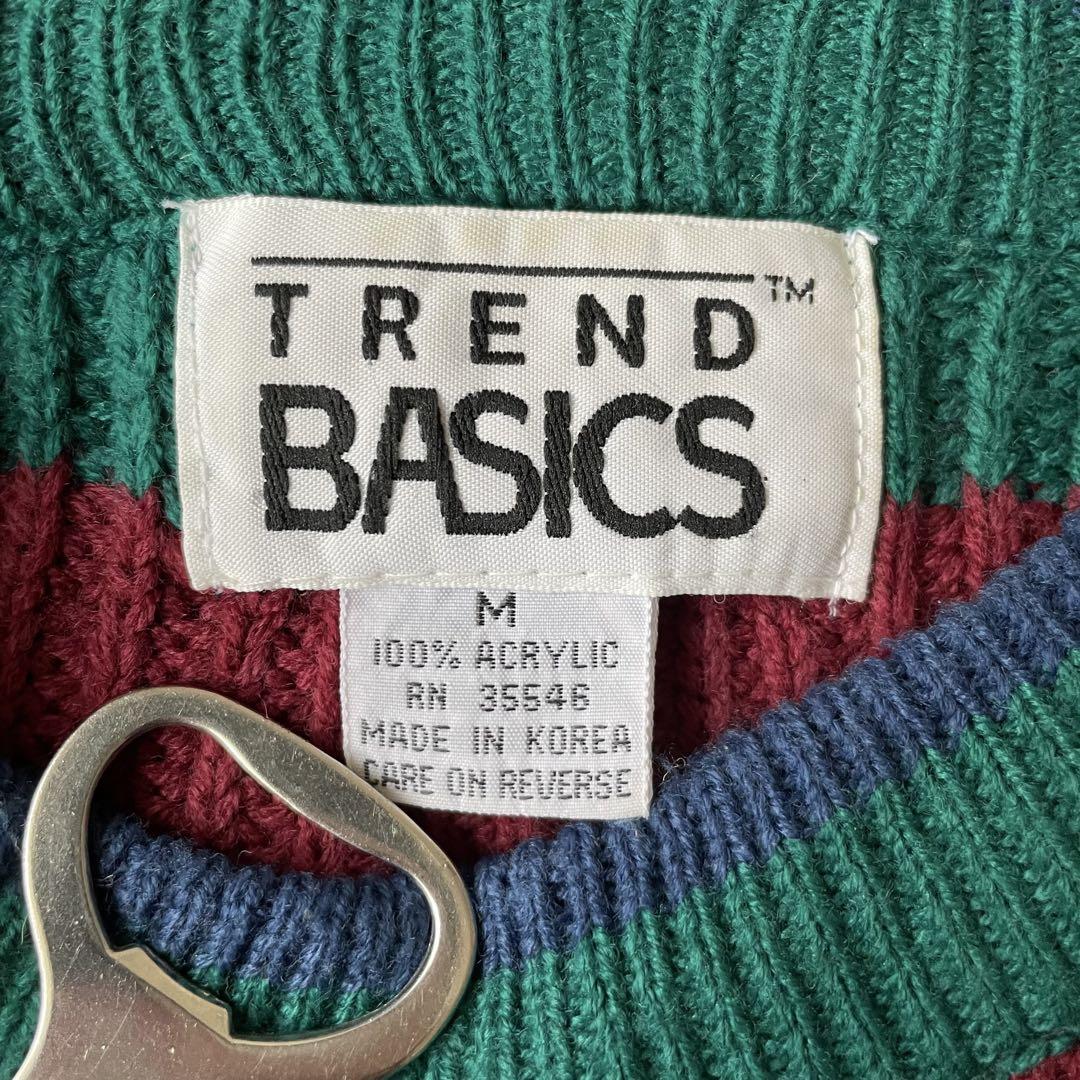 TREND™
BASICS
M
100% ACRYLIC
RN 35546
MADE IN KOREA
CARE ON REVERSE